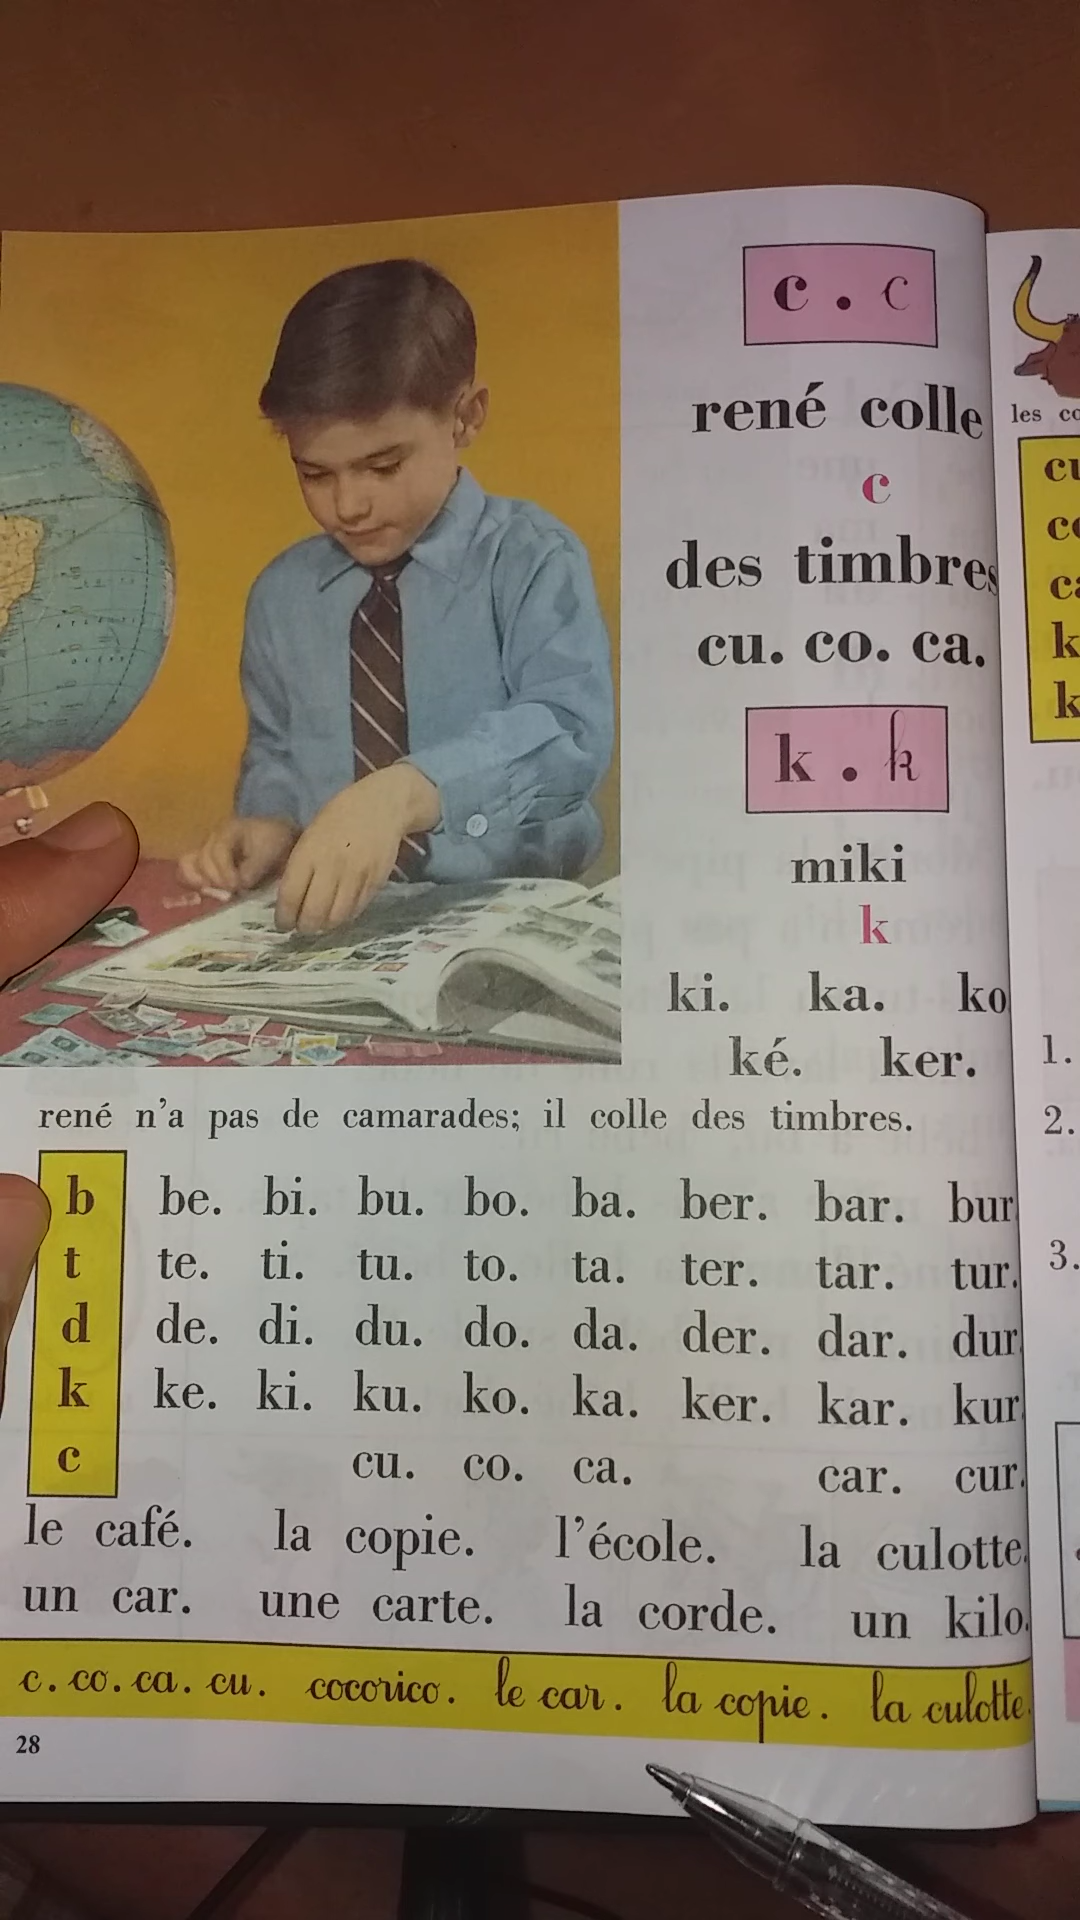 c . c
rené colle
c
des timbres
cu. co. ca.
k . k
miki
k
ki. ka. ko
ké. ker.
rené n'a pas de camarades; il colle des timbres.
b be. bi. bu. bo. ba. ber. bar. bur.
t te. ti. tu. to. ta. ter. tar. tur.
d de. di. du. do. da. der. dar. dur.
k ke. ki. ku. ko. ka. ker. kar. kur.
c cu. co. ca. car. cur.
le café. la copie. l'école. la culotte.
un car. une carte. la corde. un kilo.
c. co. ca. cu. cocorico. le car. la copie. la culotte.
28
les
k
k
1.
2.
3.